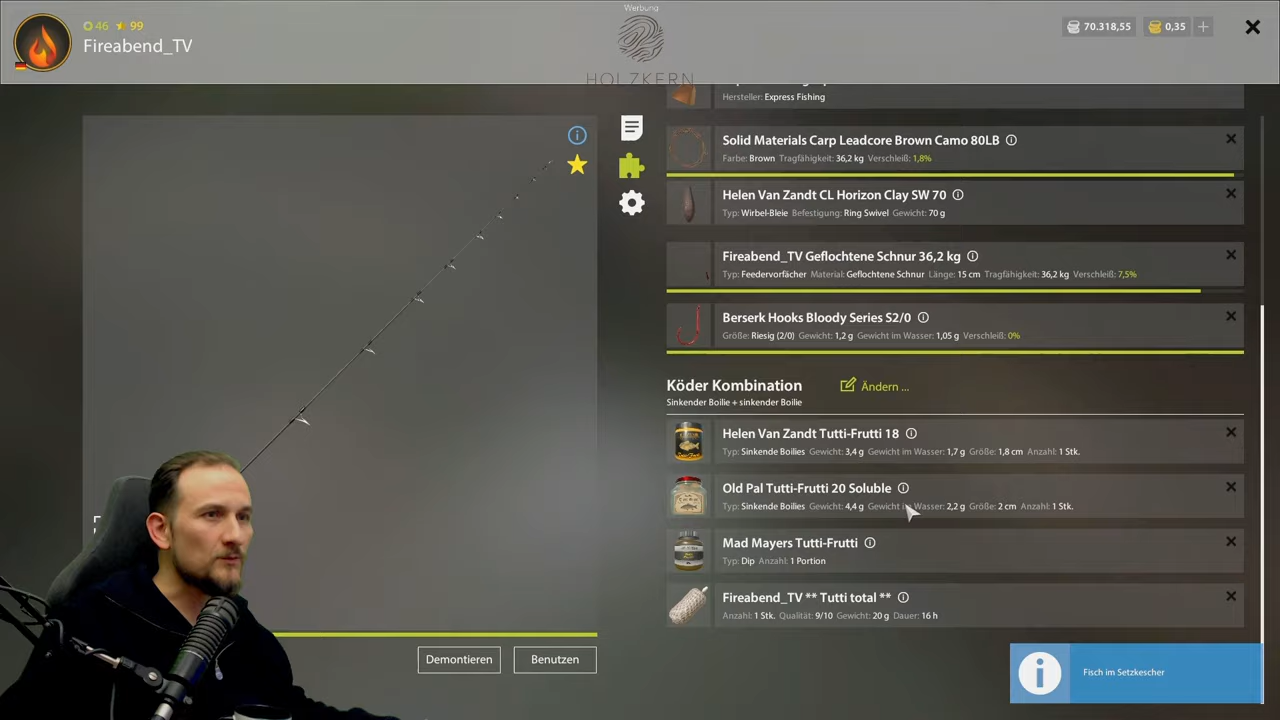 Werbung
46 99
Fireabend_TV
HOLZKERN
70.318,55
0,35
Hersteller: Express Fishing
Solid Materials Carp Leadcore Brown Camo 80LB
Farbe: Brown Tragfähigkeit: 36,2 kg Verschleiß: 1,8%
Helen Van Zandt CL Horizon Clay SW 70
Typ: Wirbel-Bleie Befestigung: Ring Swivel Gewicht: 70 g
Fireabend_TV Geflochtene Schnur 36,2 kg
Typ: Feedervorfächer Material: Geflochtene Schnur Länge: 15 cm Tragfähigkeit: 36,2 kg Verschleiß: 7,5%
Berserk Hooks Bloody Series S2/0
Größe: Riesig (2/0) Gewicht: 1,2 g Gewicht im Wasser: 1,05 g Verschleiß: 0%
Köder Kombination
Ändern ...
Sinkender Boilie + sinkender Boilie
Helen Van Zandt Tutti-Frutti 18
Typ: Sinkende Boilies Gewicht: 3,4 g Gewicht im Wasser: 1,7 g Größe: 1,8 cm Anzahl: 1 Stk.
Old Pal Tutti-Frutti 20 Soluble
Typ: Sinkende Boilies Gewicht: 4,4 g Gewicht im Wasser: 2,2 g Größe: 2 cm Anzahl: 1 Stk.
Mad Mayers Tutti-Frutti
Typ: Dip Anzahl: 1 Portion
Fireabend_TV ** Tutti total **
Anzahl: 1 Stk. Qualität: 9/10 Gewicht: 20 g Dauer: 16 h
Demontieren
Benutzen
Fisch im Setzkescher